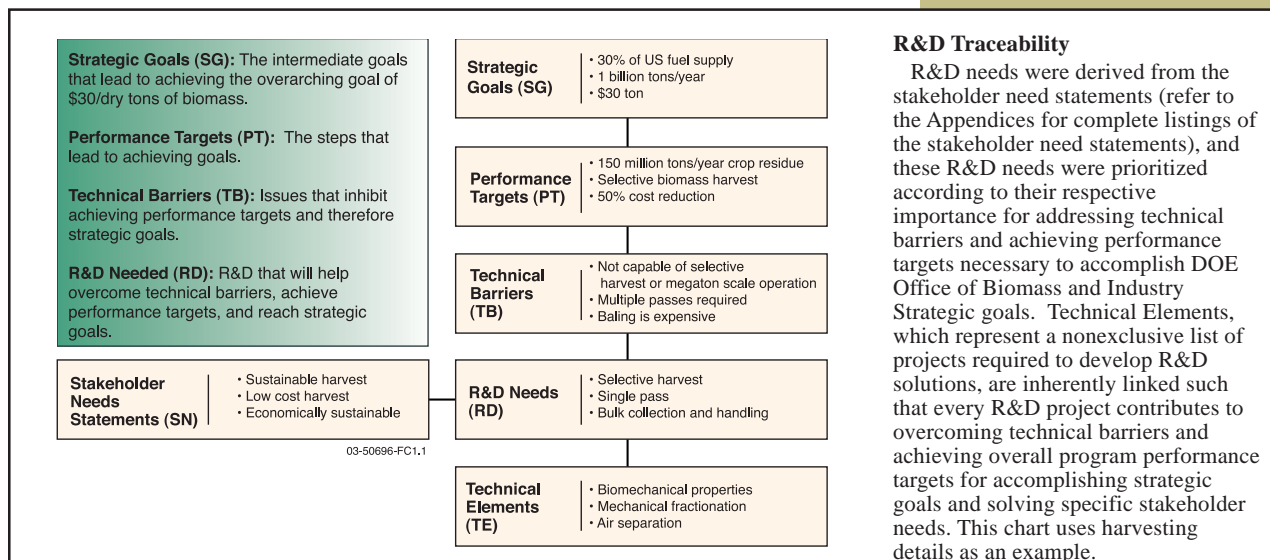 Strategic Goals (SG): The intermediate goals
that lead to achieving the overarching goal of
$30/dry tons of biomass.
Performance Targets (PT): The steps that
lead to achieving goals.
Technical Barriers (TB): Issues that inhibit
achieving performance targets and therefore
strategic goals.
R&D Needed (RD): R&D that will help
overcome technical barriers, achieve
performance targets, and reach strategic
goals.
Stakeholder
Needs
Statements (SN)
• Sustainable harvest
• Low cost harvest
• Economically sustainable
03-50696-FC1.1
Strategic
Goals (SG)
• 30% of US fuel supply
• 1 billion tons/year
• $30 ton
Performance
Targets (PT)
• 150 million tons/year crop residue
• Selective biomass harvest
• 50% cost reduction
Technical
Barriers
(TB)
• Not capable of selective
harvest or megaton scale operation
• Multiple passes required
• Baling is expensive
R&D Needs
(RD)
• Selective harvest
• Single pass
• Bulk collection and handling
Technical
Elements
(TE)
• Biomechanical properties
• Mechanical fractionation
• Air separation
R&D Traceability
R&D needs were derived from the
stakeholder need statements (refer to
the Appendices for complete listings of
the stakeholder need statements), and
these R&D needs were prioritized
according to their respective
importance for addressing technical
barriers and achieving performance
targets necessary to accomplish DOE
Office of Biomass and Industry
Strategic goals. Technical Elements,
which represent a nonexclusive list of
projects required to develop R&D
solutions, are inherently linked such
that every R&D project contributes to
overcoming technical barriers and
achieving overall program performance
targets for accomplishing strategic
goals and solving specific stakeholder
needs. This chart uses harvesting
details as an example.